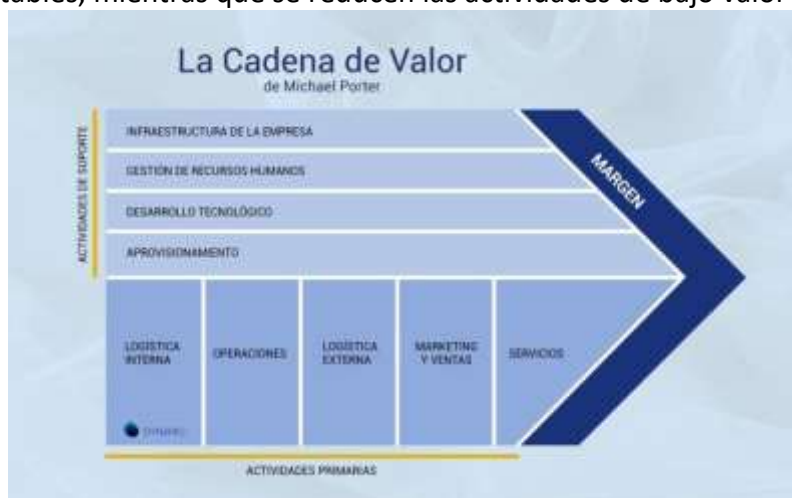 tables, mientras que se reducen las actividades de bajo valor
La Cadena de Valor
de Michael Porter
ACTIVIDADES DE SOPORTE
INFRAESTRUCTURA DE LA EMPRESA
GESTIÓN DE RECURSOS HUMANOS
DESARROLLO TECNOLÓGICO
APROVISIONAMIENTO
MARGEN
LOGÍSTICA
INTERNA
OPERACIONES
LOGÍSTICA
EXTERNA
MARKETING
Y VENTAS
SERVICIOS
ACTIVIDADES PRIMARIAS